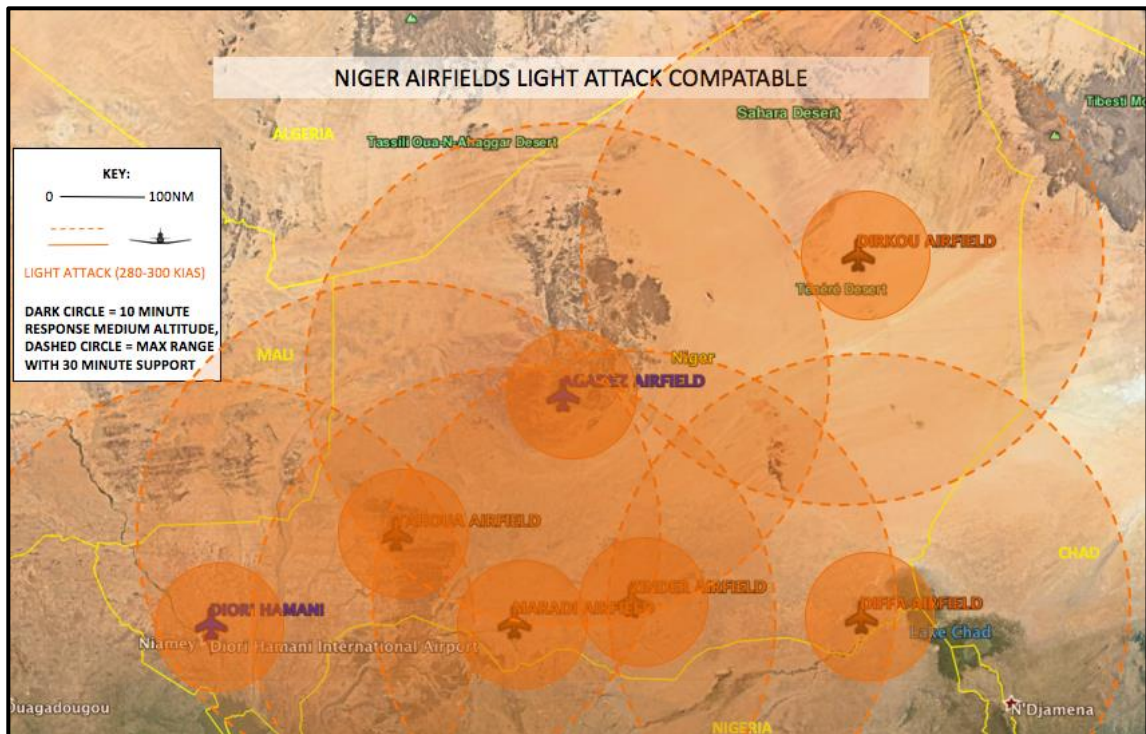 NIGER AIRFIELDS LIGHT ATTACK COMPATABLE
Tibesti Mo
Sahara Desert
ALGERIA
Tassili Oua-N-Ahaggar Desert
KEY:
0 100NM
LIGHT ATTACK (280-300 KIAS)
DARK CIRCLE = 10 MINUTE
RESPONSE MEDIUM ALTITUDE,
DASHED CIRCLE = MAX RANGE
WITH 30 MINUTE SUPPORT
DIRKOU AIRFIELD
Ténéré Desert
MALI
Niger
AGADEZ AIRFIELD
AIRFIELD
CHAD
ZINDER AIRFIELD
DIORI HAMANI
MARADI AIRFIELD
DIFFA AIRFIELD
Lake Chad
Niamey Diori Hamani International Airport
Ouagadougou
N'Djamena
NIGERIA